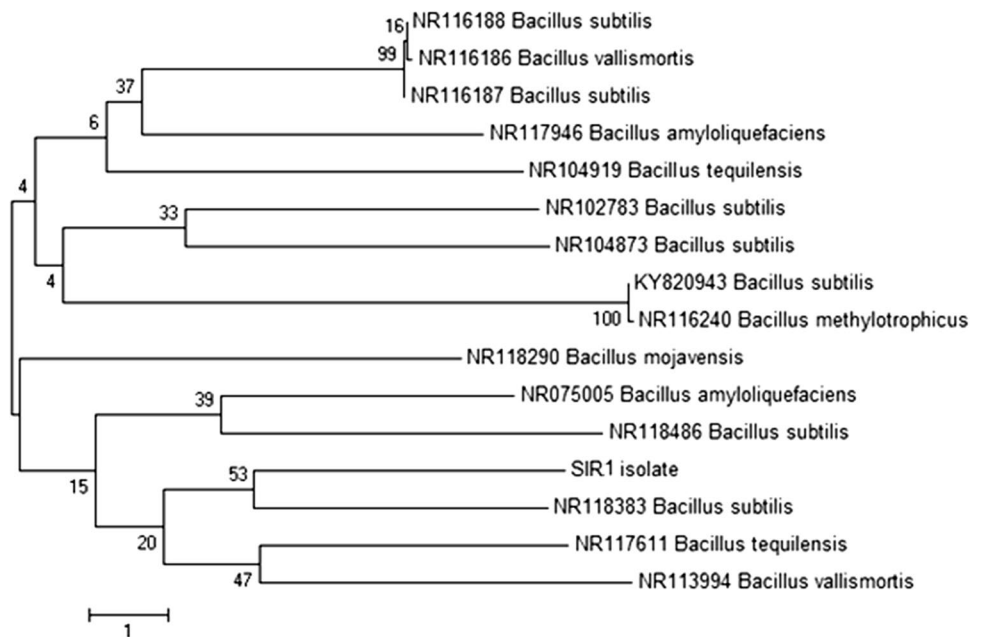 16
NR116188 Bacillus subtilis
99
NR116186 Bacillus vallismortis
NR116187 Bacillus subtilis
37
6
NR117946 Bacillus amyloliquefaciens
NR104919 Bacillus tequilensis
4
33
NR102783 Bacillus subtilis
NR104873 Bacillus subtilis
4
KY820943 Bacillus subtilis
100
NR116240 Bacillus methylotrophicus
NR118290 Bacillus mojavensis
39
NR075005 Bacillus amyloliquefaciens
NR118486 Bacillus subtilis
15
53
SIR1 isolate
NR118383 Bacillus subtilis
20
NR117611 Bacillus tequilensis
47
NR113994 Bacillus vallismortis
1